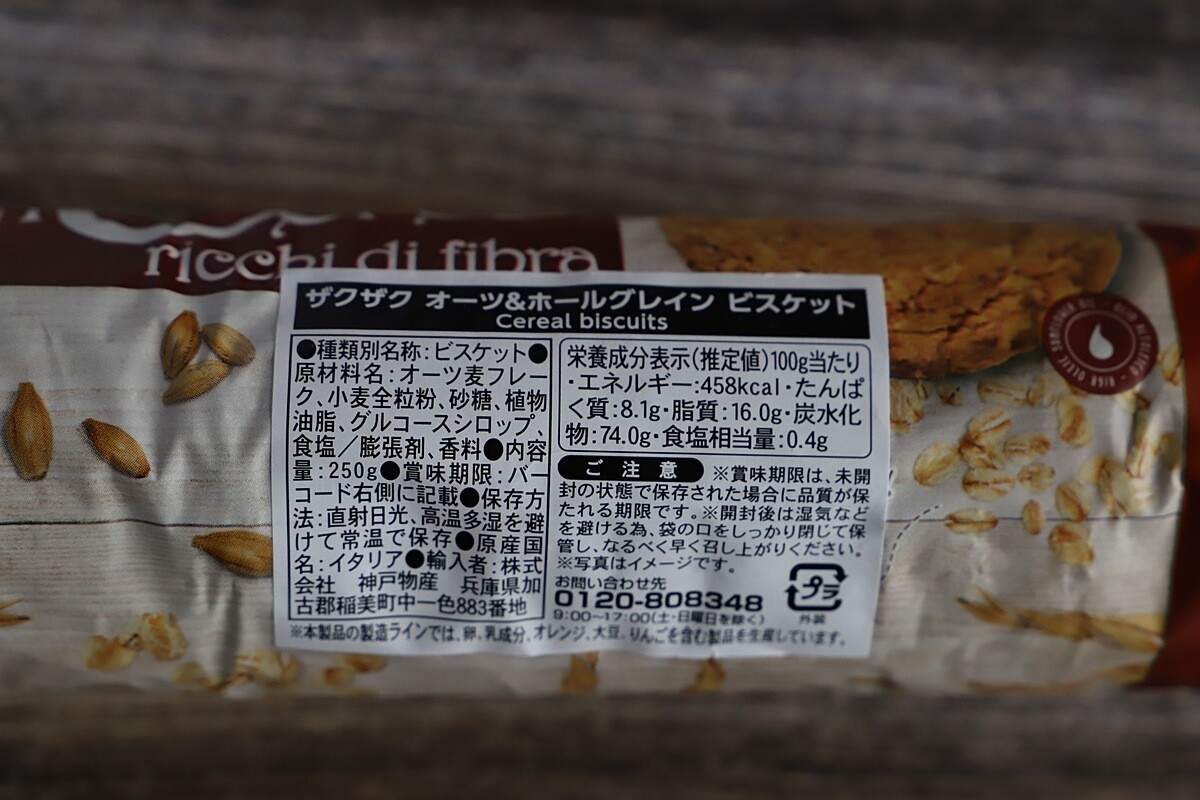 ricchi di fibra
ザクザク オーツ&ホールグレイン ビスケット
Cereal biscuits
●種類別名称:ビスケット●
原材料名:オーツ麦フレー
ク、小麦全粒粉、砂糖、植物
油脂、グルコースシロップ、
食塩/膨張剤、香料●内容
量:250g●賞味期限:バー
コード右側に記載●保存方
法:直射日光、高温多湿を避
けて常温で保存●原産国
名:イタリア●輸入者:株式
会社 神戸物産 兵庫県加
古郡稲美町中一色883番地
栄養成分表示(推定値)100g当たり
・エネルギー:458kcal・たんぱ
く質:8.1g・脂質:16.0g・炭水化
物:74.0g・食塩相当量:0.4g
ご注意 ※賞味期限は、未開
封の状態で保存された場合に品質が保
たれる期限です。※開封後は湿気など
を避ける為、袋の口をしっかり閉じて保
管し、なるべく早く召し上がりください。
※写真はイメージです。
お問い合わせ先
0120-808348
9:00~17:00(土・日曜日を除く)
プラ
外装
※本製品の製造ラインでは、卵、乳成分、オレンジ、大豆、りんごを含む製品を生産しています。